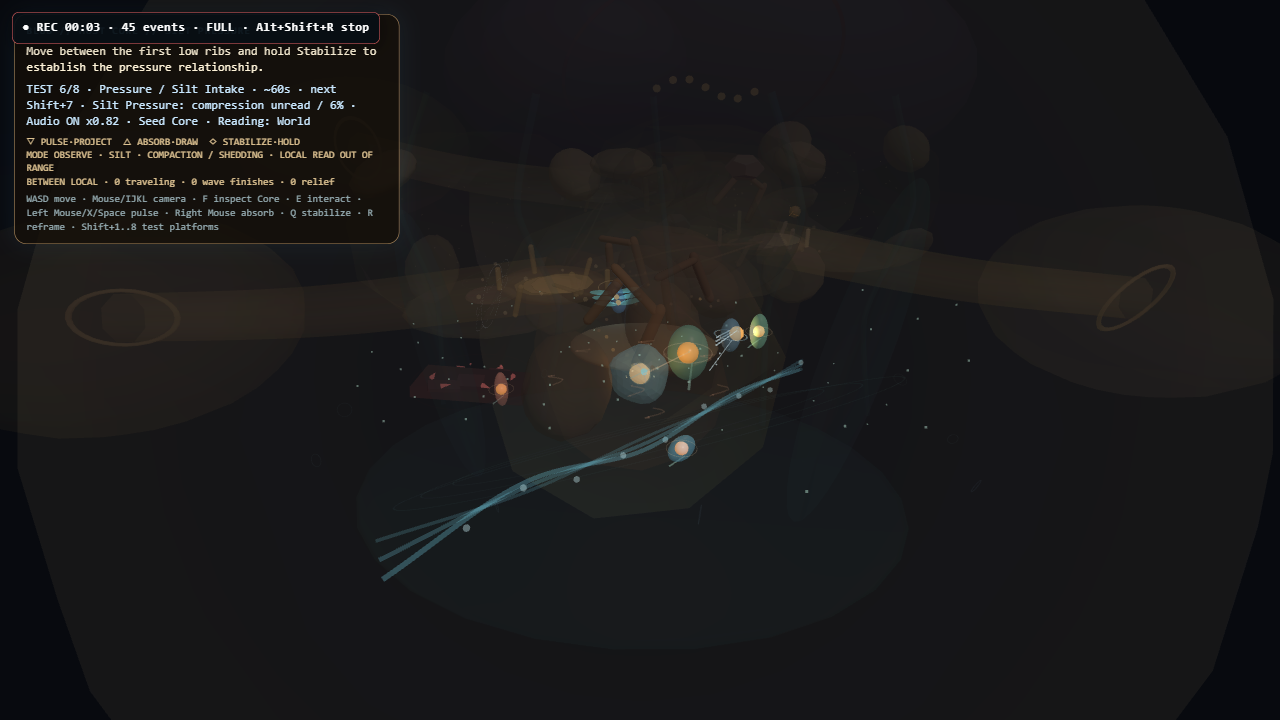 ● REC 00:03 · 45 events · FULL · Alt+Shift+R stop
Move between the first low ribs and hold Stabilize to
establish the pressure relationship.
TEST 6/8 · Pressure / Silt Intake · ~60s · next
Shift+7 · Silt Pressure: compression unread / 6% ·
Audio ON x0.82 · Seed Core · Reading: World
▽ PULSE·PROJECT △ ABSORB·DRAW ◇ STABILIZE·HOLD
MODE OBSERVE · SILT · COMPACTION / SHEDDING · LOCAL READ OUT OF
RANGE
BETWEEN LOCAL · 0 traveling · 0 wave finishes · 0 relief
WASD move · Mouse/IJKL camera · F inspect Core · E interact ·
Left Mouse/X/Space pulse · Right Mouse absorb · Q stabilize · R
reframe · Shift+1..8 test platforms